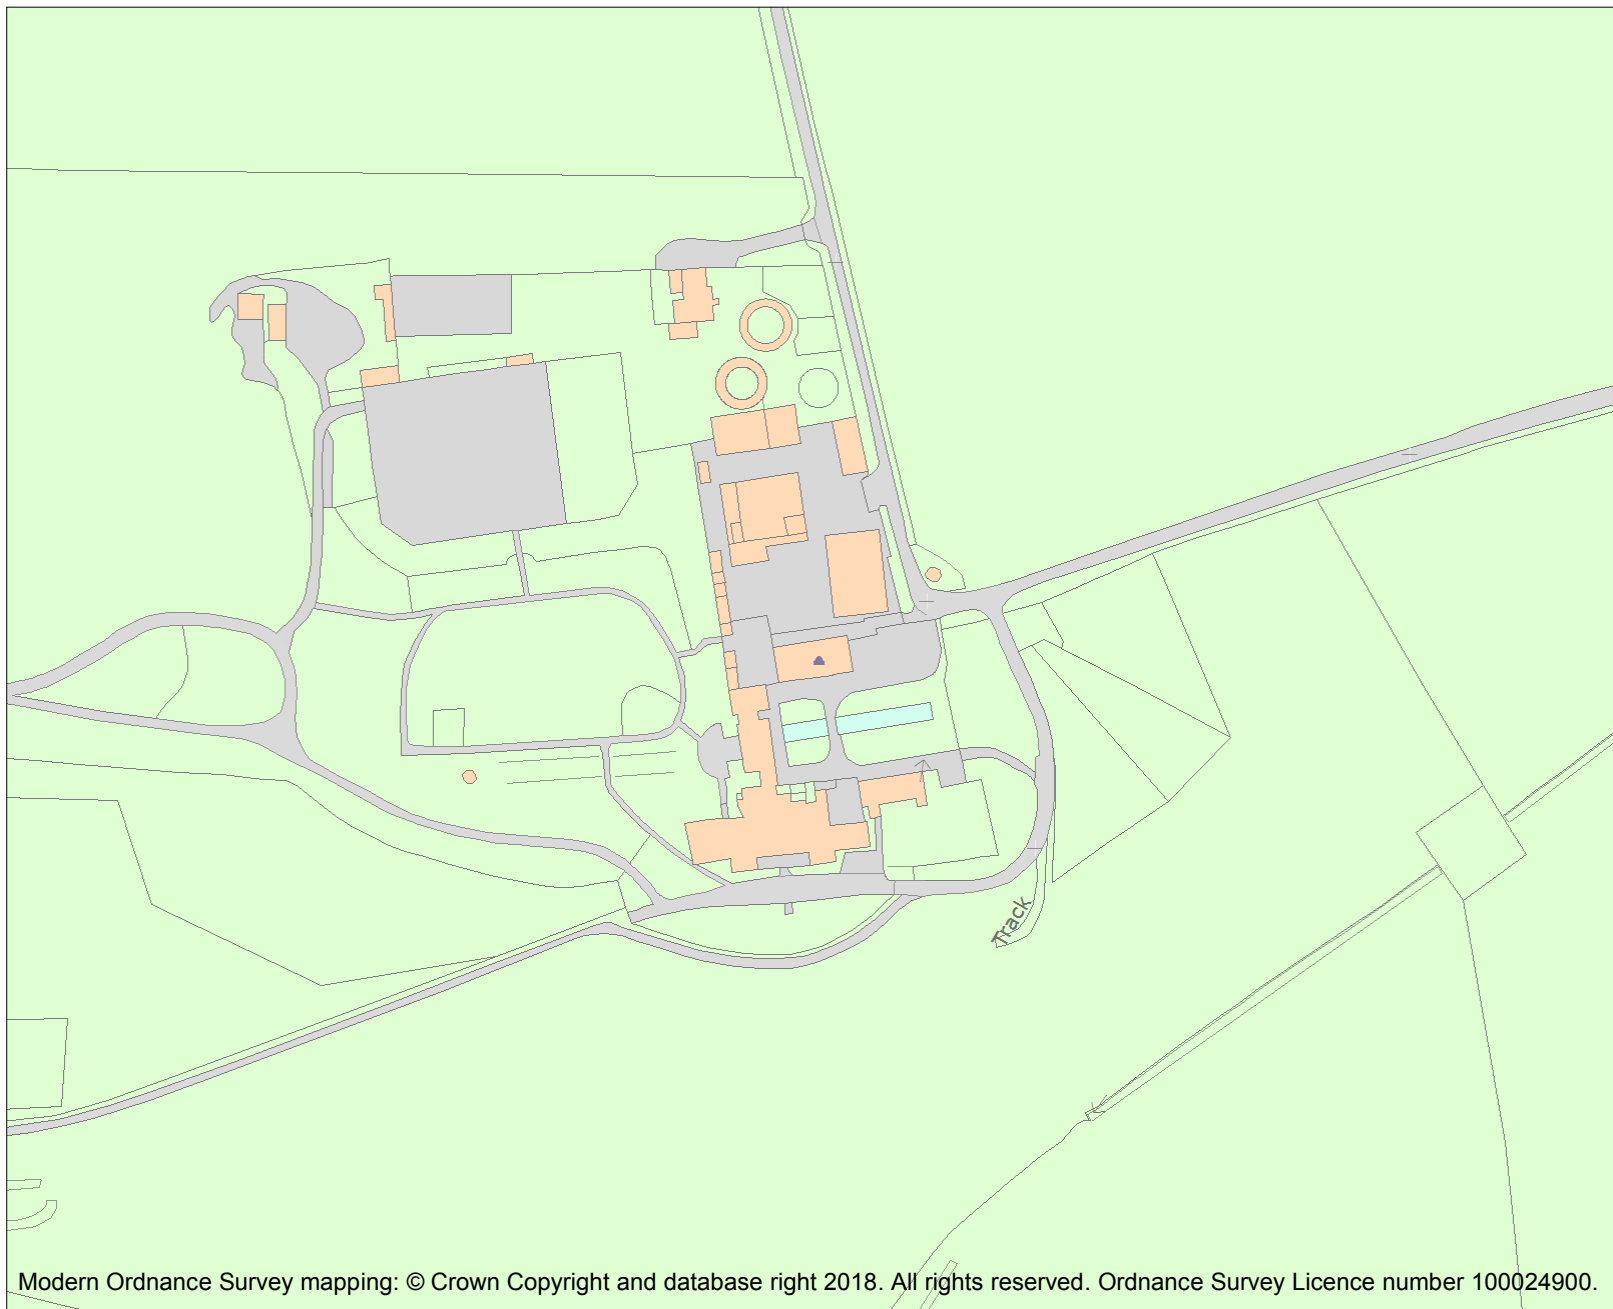 Track
Modern Ordnance Survey mapping: © Crown Copyright and database right 2018. All rights reserved. Ordnance Survey Licence number 100024900.